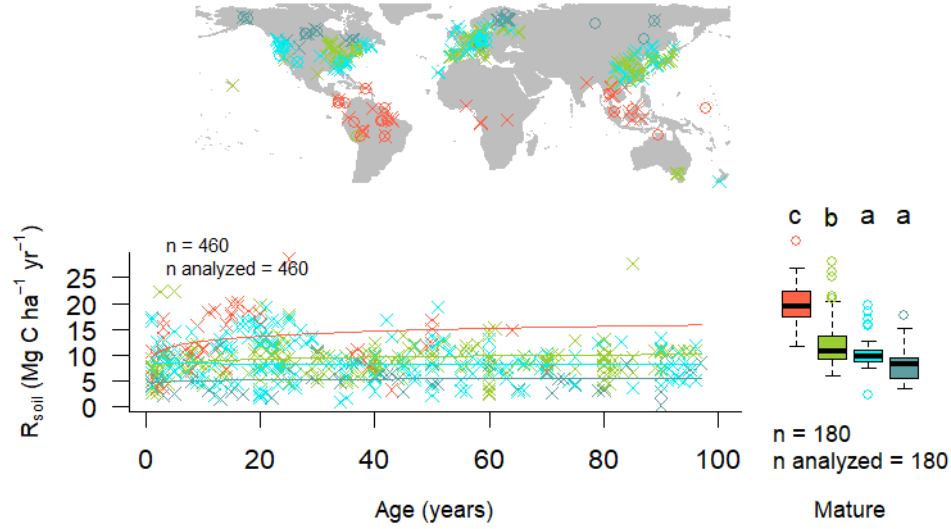 c b a a
n = 460
n analyzed = 460
R_soil (Mg C ha⁻¹ yr⁻¹)
25
20
15
10
5
0
0 20 40 60 80 100
n = 180
n analyzed = 180
Age (years)
Mature